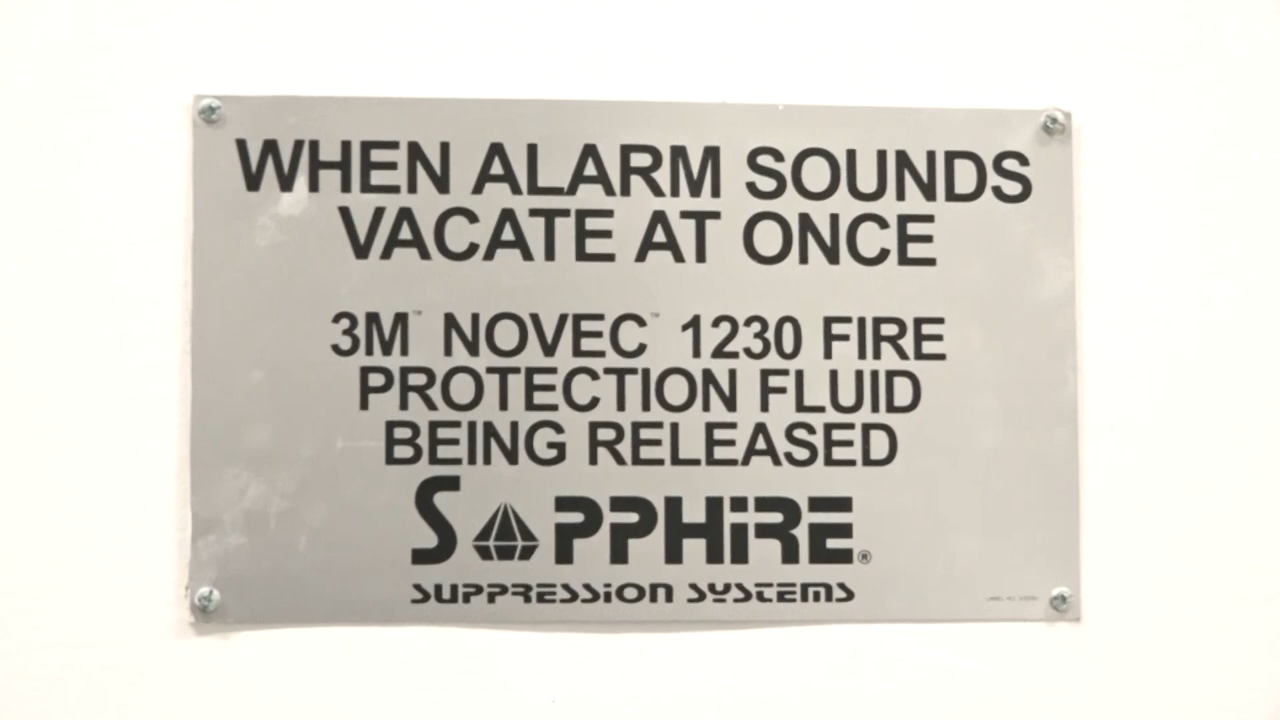 WHEN ALARM SOUNDS
VACATE AT ONCE
3M™ NOVEC™ 1230 FIRE
PROTECTION FLUID
BEING RELEASED
SAPPHIRE®
SUPPRESSION SYSTEMS